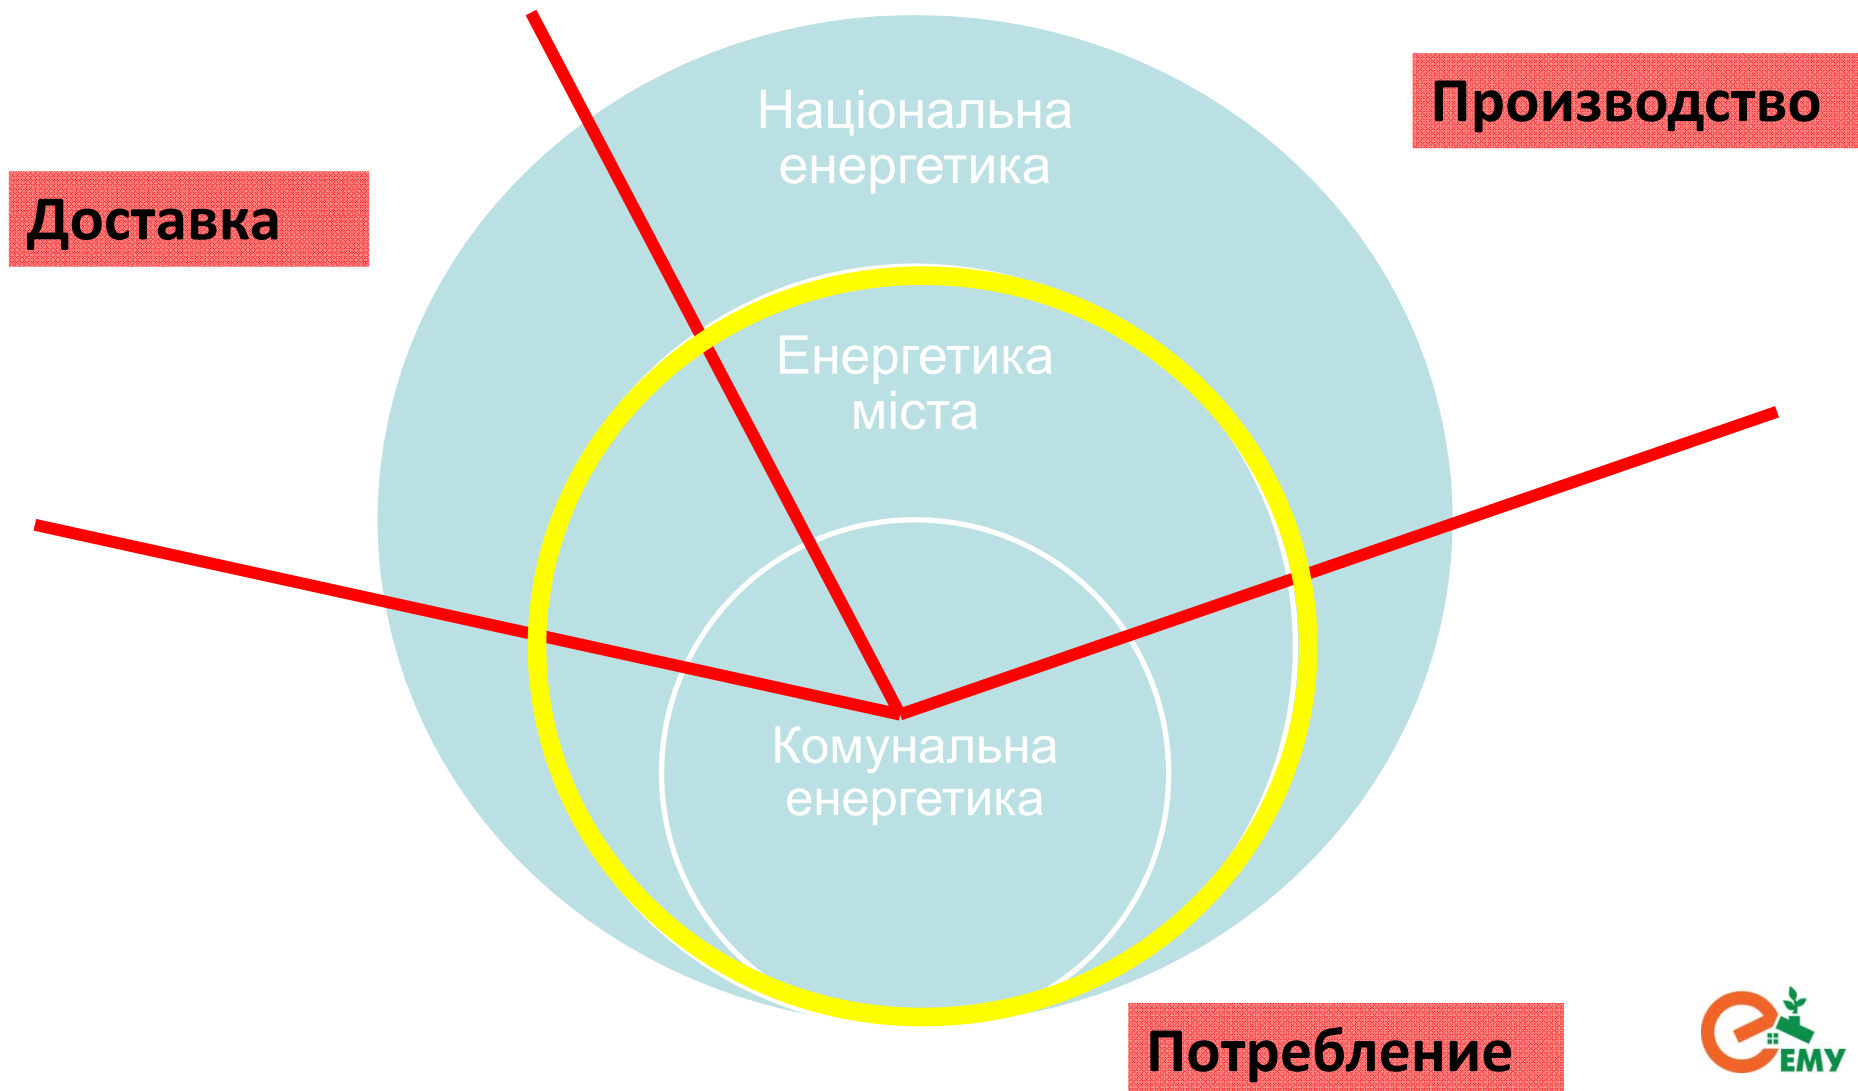 Національна
енергетика
Производство
Доставка
Енергетика
міста
Комунальна
енергетика
Потребление
ЕМУ